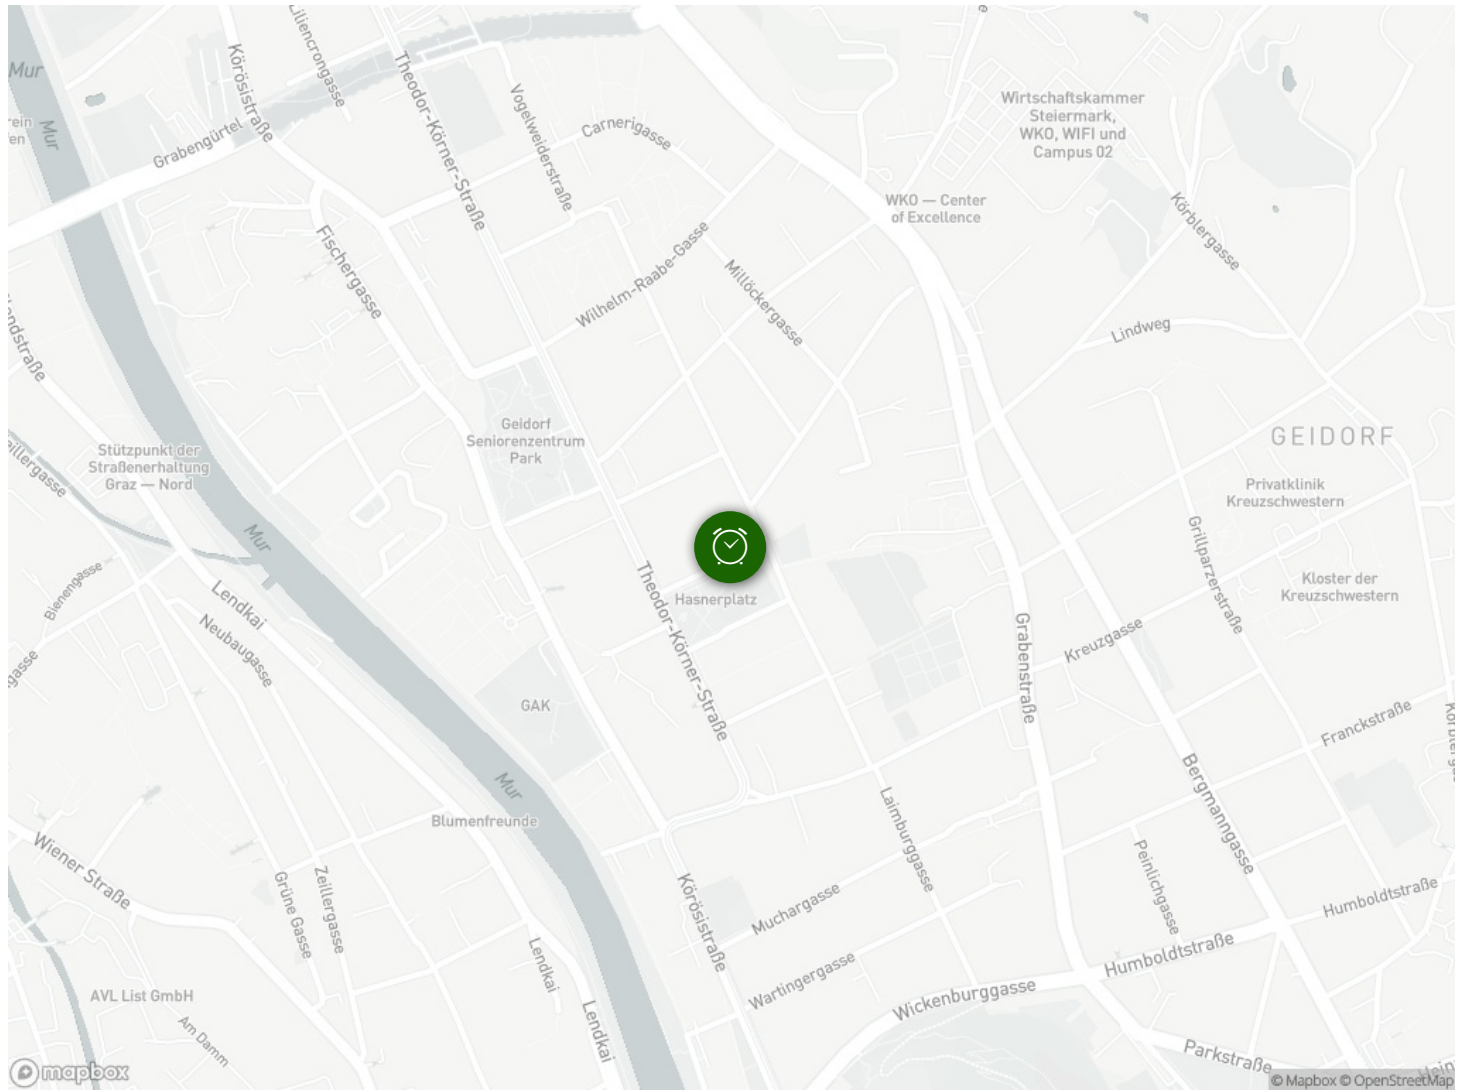 Mur
Mur
Liliencrongasse
Körösistraße
Theodor-Körner-Straße
Vogelweiderstraße
Carnerigasse
Grabengürtel
Wirtschaftskammer
Steiermark,
WKO, WIFI und
Campus 02
WKO — Center
of Excellence
Körblergasse
Fischergasse
Wilhelm-Raabe-Gasse
Millöckergasse
Lindweg
Geidorf
Seniorenzentrum
Park
GEIDORF
Stützpunkt der
Straßenerhaltung
Graz — Nord
Privatklinik
Kreuzschwestern
Mur
Grillparzerstraße
Bienengasse
Lendkai
Neubaugasse
Theodor-Körner-Straße
Hasnerplatz
Kloster der
Kreuzschwestern
Grabenstraße
Kreuzgasse
GAK
Franckstraße
Mur
Blumenfreunde
Laimburggasse
Bergmanngasse
Wiener Straße
Grüne Gasse
Zeillergasse
Körösistraße
Muchargasse
Peinlichgasse
Humboldtstraße
Humboldtstraße
Lendkai
Wartingergasse
Wickenburggasse
AVL List GmbH
Am Damm
Lendkai
Parkstraße
mapbox
© Mapbox © OpenStreetMap